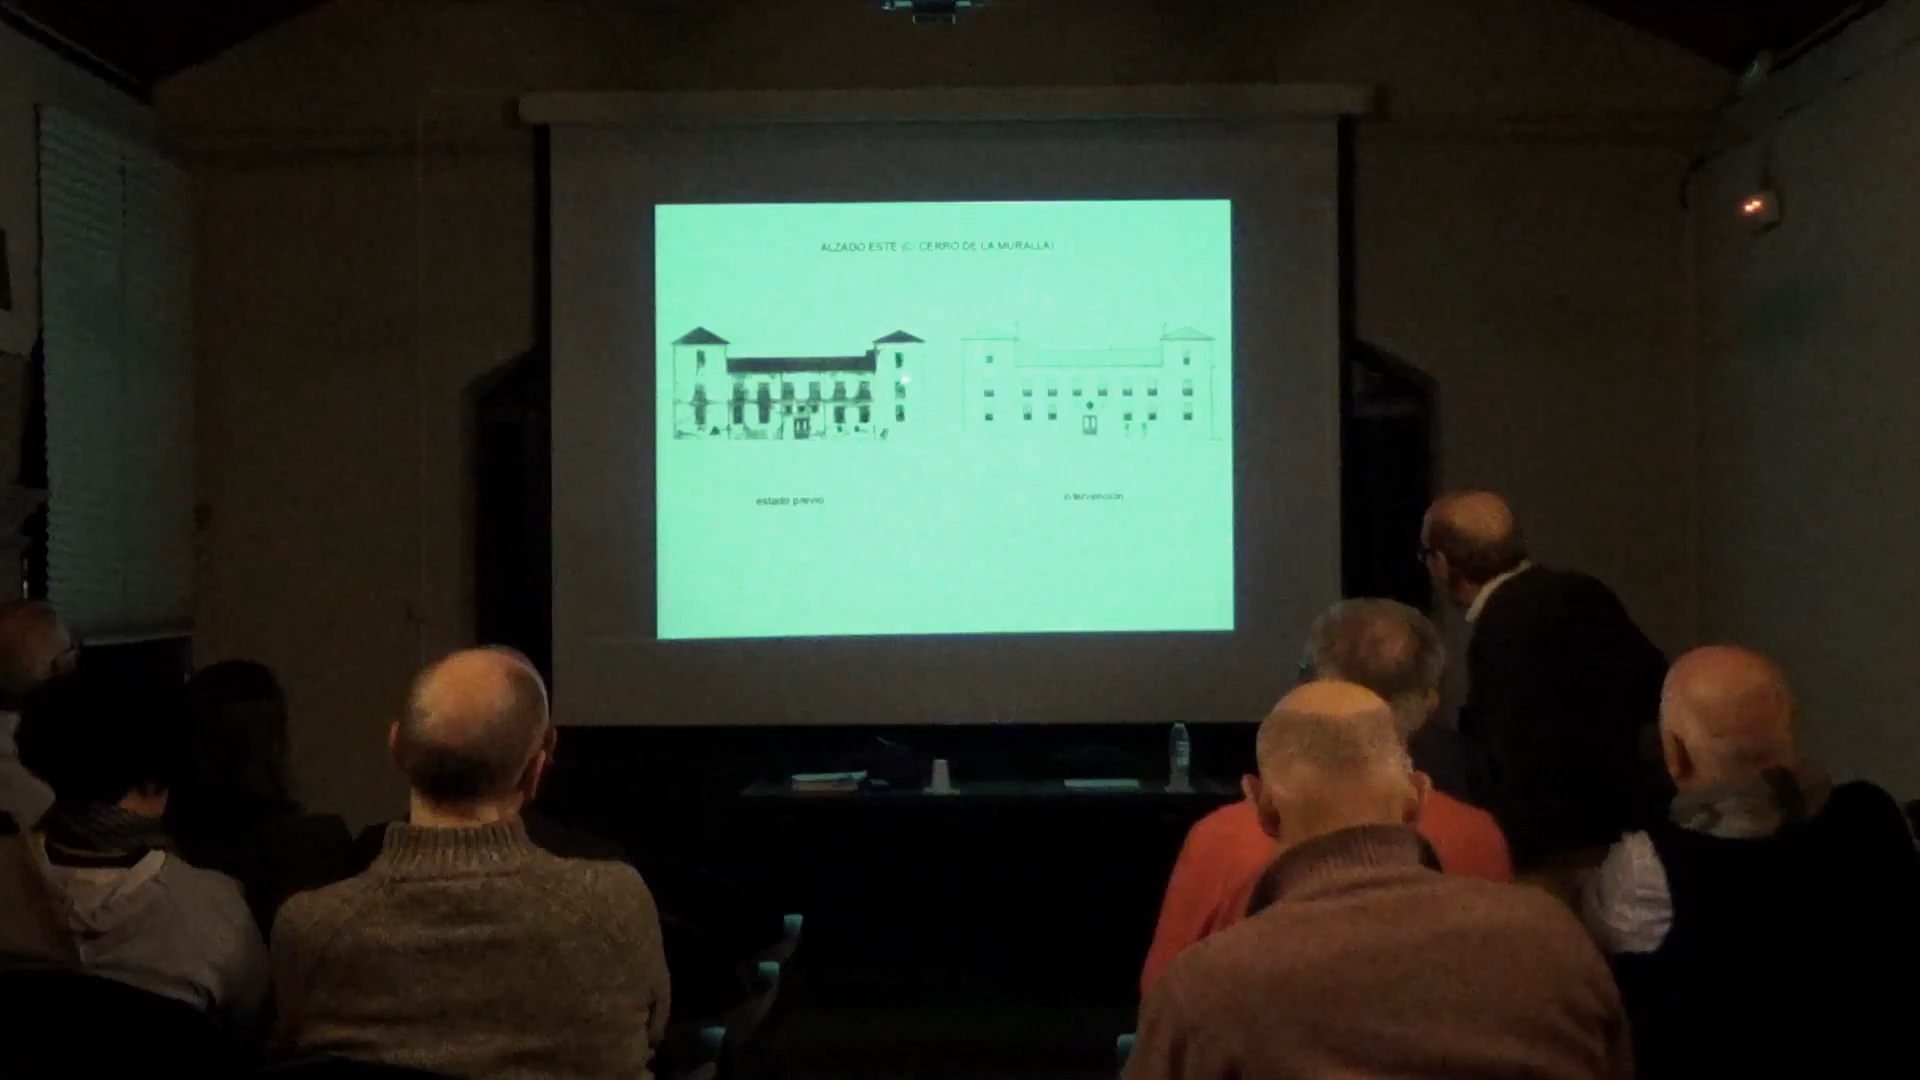 ALZADO ESTE (C/ CERRO DE LA MURALLA)
estado previo
intervención